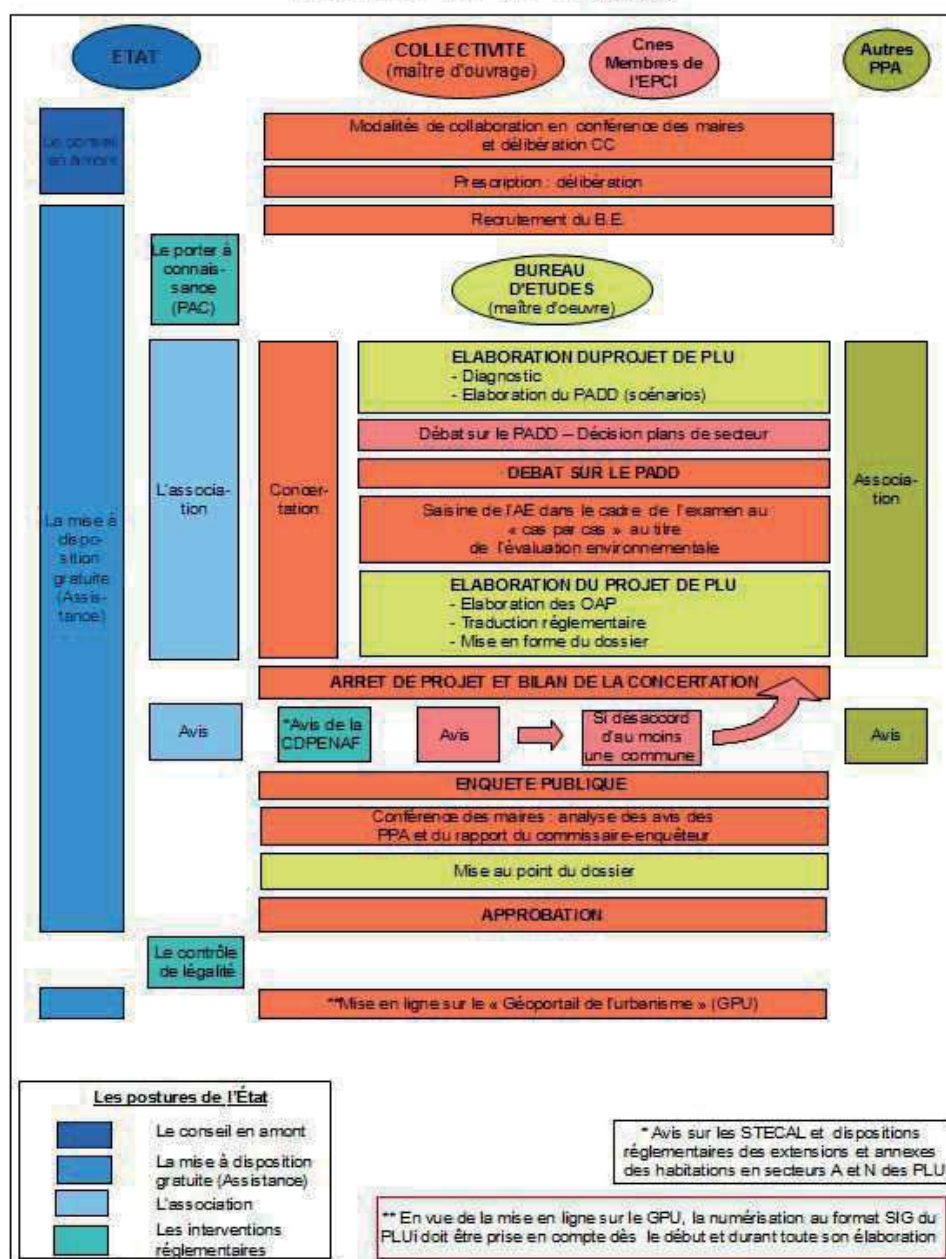 ETAT
COLLECTIVITE
(maître d'ouvrage)
Cnes
Membres de
l'EPCI
Autres
PPA
Le conseil
en amont
Modalités de collaboration en conférence des maires
et délibération CC
Prescription : délibération
Recrutement du B.E.
Le porter à
connais-
sance
(PAC)
BUREAU
D'ETUDES
(maître d'oeuvre)
La mise à
dispo-
sition
gratuite
(Assis-
tance)
L'associa-
tion
Concer-
tation
ELABORATION DUPROJET DE PLU
- Diagnostic
- Elaboration du PADD (scénarios)
Débat sur le PADD – Décision plans de secteur
DEBAT SUR LE PADD
Saisine de l'AE dans le cadre de l'examen au
« cas par cas » au titre
de l'évaluation environnementale
ELABORATION DU PROJET DE PLU
- Elaboration des OAP
- Traduction réglementaire
- Mise en forme du dossier
Associa-
tion
ARRET DE PROJET ET BILAN DE LA CONCERTATION
Avis
*Avis de la
CDPENAF
Avis
Si désaccord
d'au moins
une commune
Avis
ENQUETE PUBLIQUE
Conférence des maires : analyse des avis des
PPA et du rapport du commissaire-enquêteur
Mise au point du dossier
APPROBATION
Le contrôle
de légalité
**Mise en ligne sur le « Géoportail de l'urbanisme » (GPU)
Les postures de l'État
Le conseil en amont
La mise à disposition
gratuite (Assistance)
L'association
Les interventions
réglementaires
* Avis sur les STECAL et dispositions
réglementaires des extensions et annexes
des habitations en secteurs A et N des PLU
** En vue de la mise en ligne sur le GPU, la numérisation au format SIG du
PLUi doit être prise en compte dès le début et durant toute son élaboration